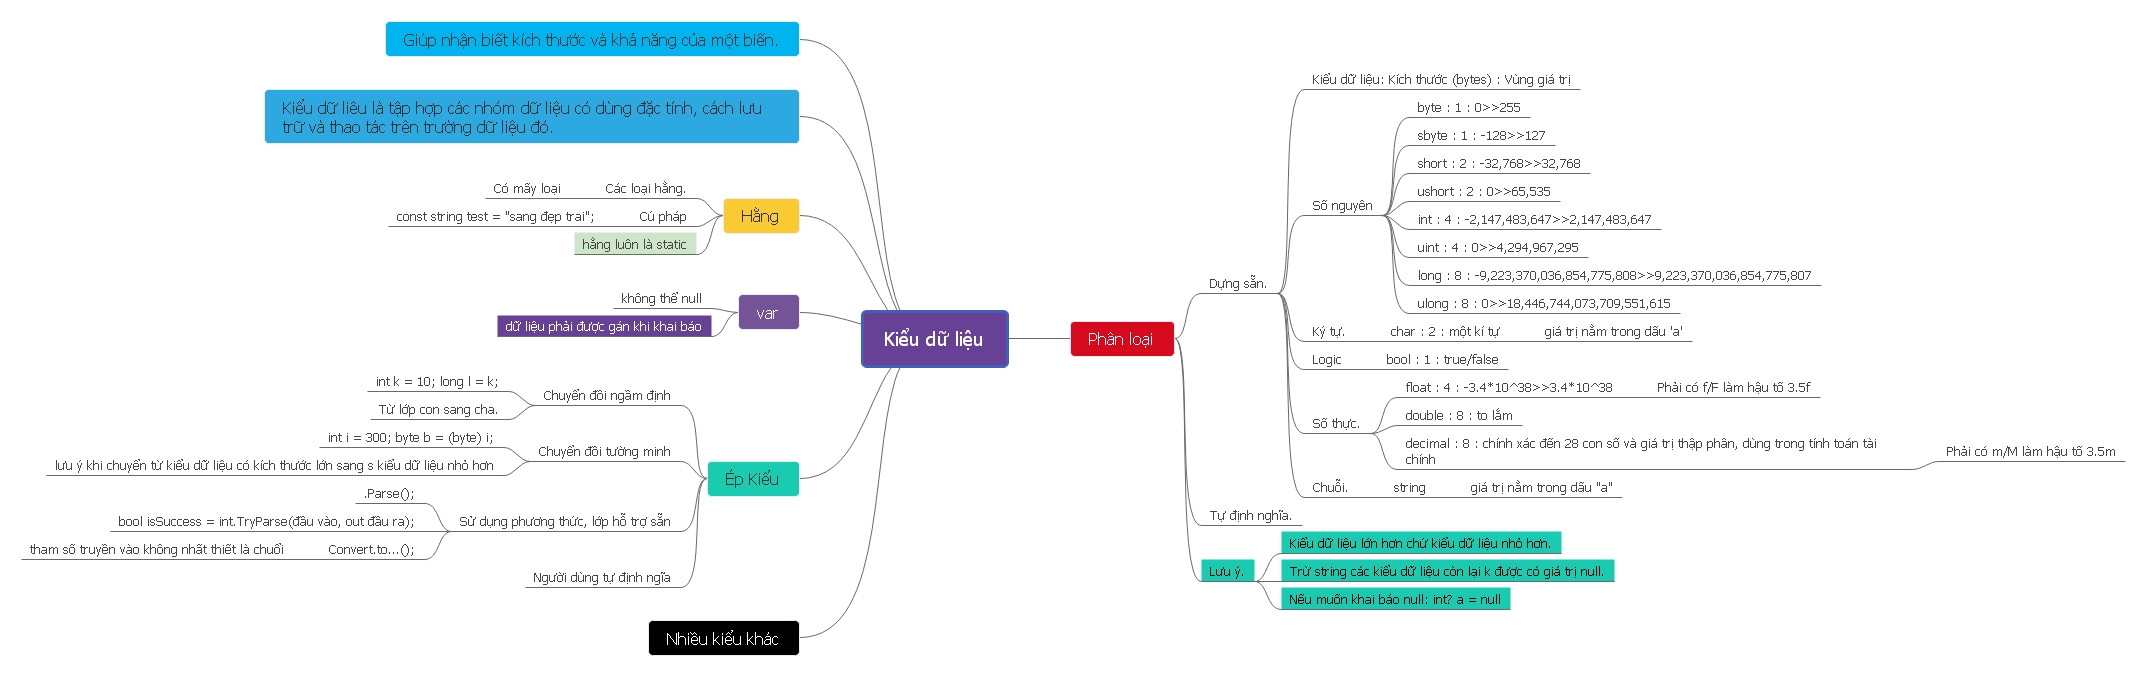 Giúp nhận biết kích thước và khả năng của một biến.
Kiểu dữ liêu là tập hợp các nhóm dữ liệu có dùng đặc tính, cách lưu
trữ và thao tác trên trường dữ liệu đó.
Có mấy loại
Các loại hằng.
const string test = "sang đẹp trai";
Cú pháp
hằng luôn là static
Hằng
không thể null
dữ liệu phải được gán khi khai báo
var
int k = 10; long l = k;
Từ lớp con sang cha.
Chuyển đổi ngầm định
int i = 300; byte b = (byte) i;
lưu ý khi chuyển từ kiểu dữ liệu có kích thước lớn sang s kiểu dữ liệu nhỏ hơn
Chuyển đổi tường minh
Ép Kiểu
.Parse();
bool isSuccess = int.TryParse(đầu vào, out đầu ra);
tham số truyền vào không nhất thiết là chuổi
Convert.to...();
Sử dụng phương thức, lớp hỗ trợ sẵn
Người dùng tự định ngĩa
Nhiều kiểu khác
Kiểu dữ liệu
Phân loại
Dựng sẵn.
Kiểu dữ liệu: Kích thước (bytes) : Vùng giá trị
Số nguyên
byte : 1 : 0>>255
sbyte : 1 : -128>>127
short : 2 : -32,768>>32,768
ushort : 2 : 0>>65,535
int : 4 : -2,147,483,647>>2,147,483,647
uint : 4 : 0>>4,294,967,295
long : 8 : -9,223,370,036,854,775,808>>9,223,370,036,854,775,807
ulong : 8 : 0>>18,446,744,073,709,551,615
Ký tự.
char : 2 : một kí tự
giá trị nằm trong dấu 'a'
Logic
bool : 1 : true/false
Số thực.
float : 4 : -3.4*10^38>>3.4*10^38
Phải có f/F làm hậu tố 3.5f
double : 8 : to lắm
decimal : 8 : chính xác đến 28 con số và giá trị thập phân, dùng trong tính toán tài
chính
Phải có m/M làm hậu tố 3.5m
Chuỗi.
string
giá trị nằm trong dấu "a"
Tự định nghĩa.
Lưu ý.
Kiểu dữ liệu lớn hơn chứ kiểu dữ liệu nhỏ hơn.
Trừ string các kiểu dữ liệu còn lại k được có giá trị null.
Nếu muốn khai báo null: int? a = null